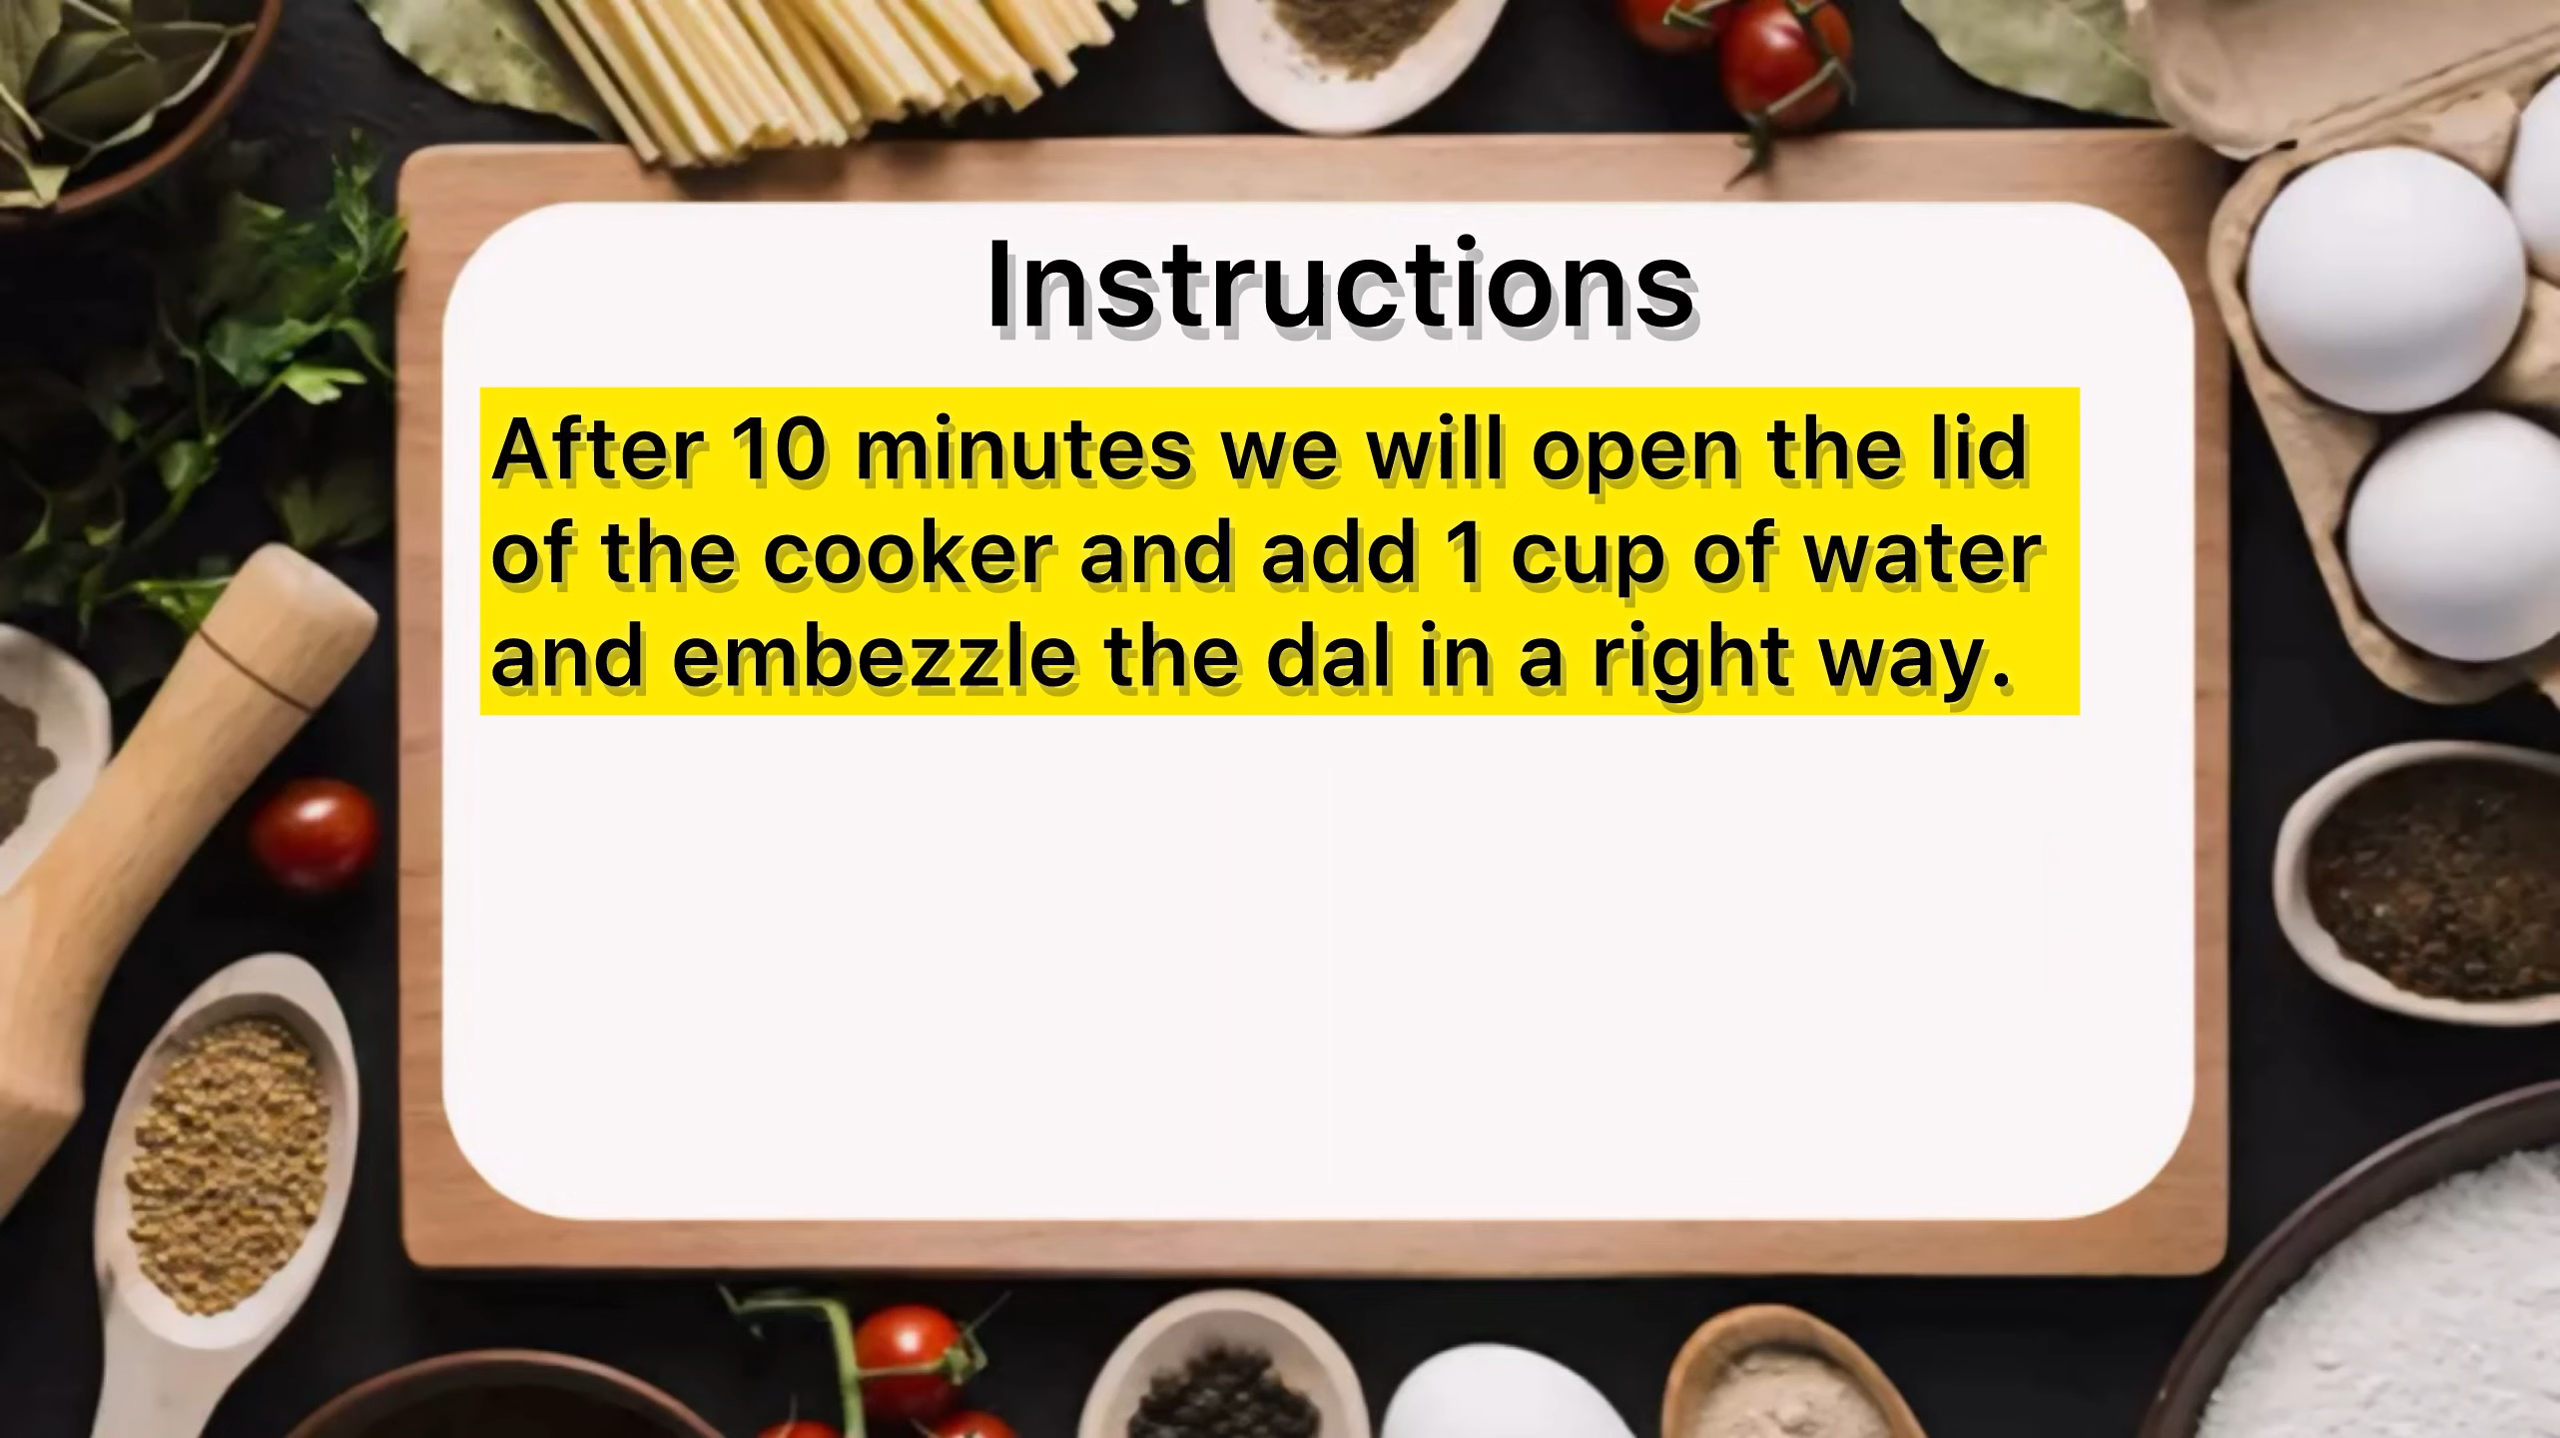 Instructions
After 10 minutes we will open the lid
of the cooker and add 1 cup of water
and embezzle the dal in a right way.